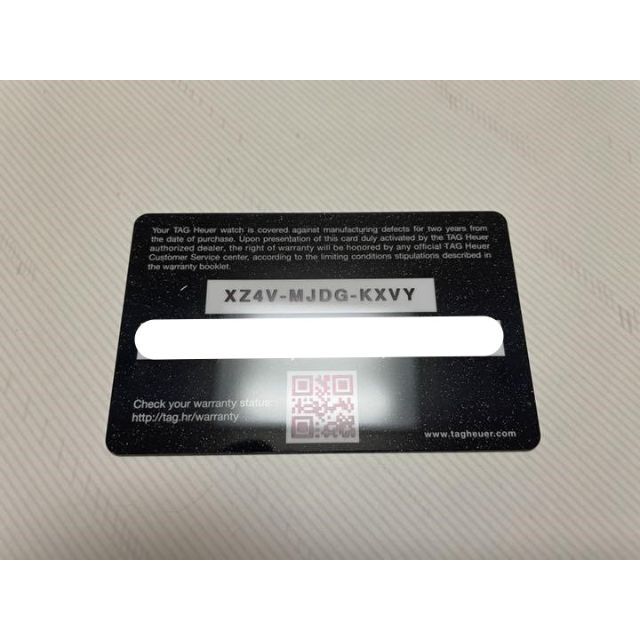 Your TAG Heuer watch is covered against manufacturing defects for two years from
the date of purchase. Upon presentation of this card duly activated by the TAG Heuer
authorized dealer, the right of warranty will be honored by any official TAG Heuer
Customer Service center, according to the limiting conditions stipulations described in
the warranty booklet.
XZ4V-MJDG-KXVY
Check your warranty status:
http://tag.hr/warranty
www.tagheuer.com